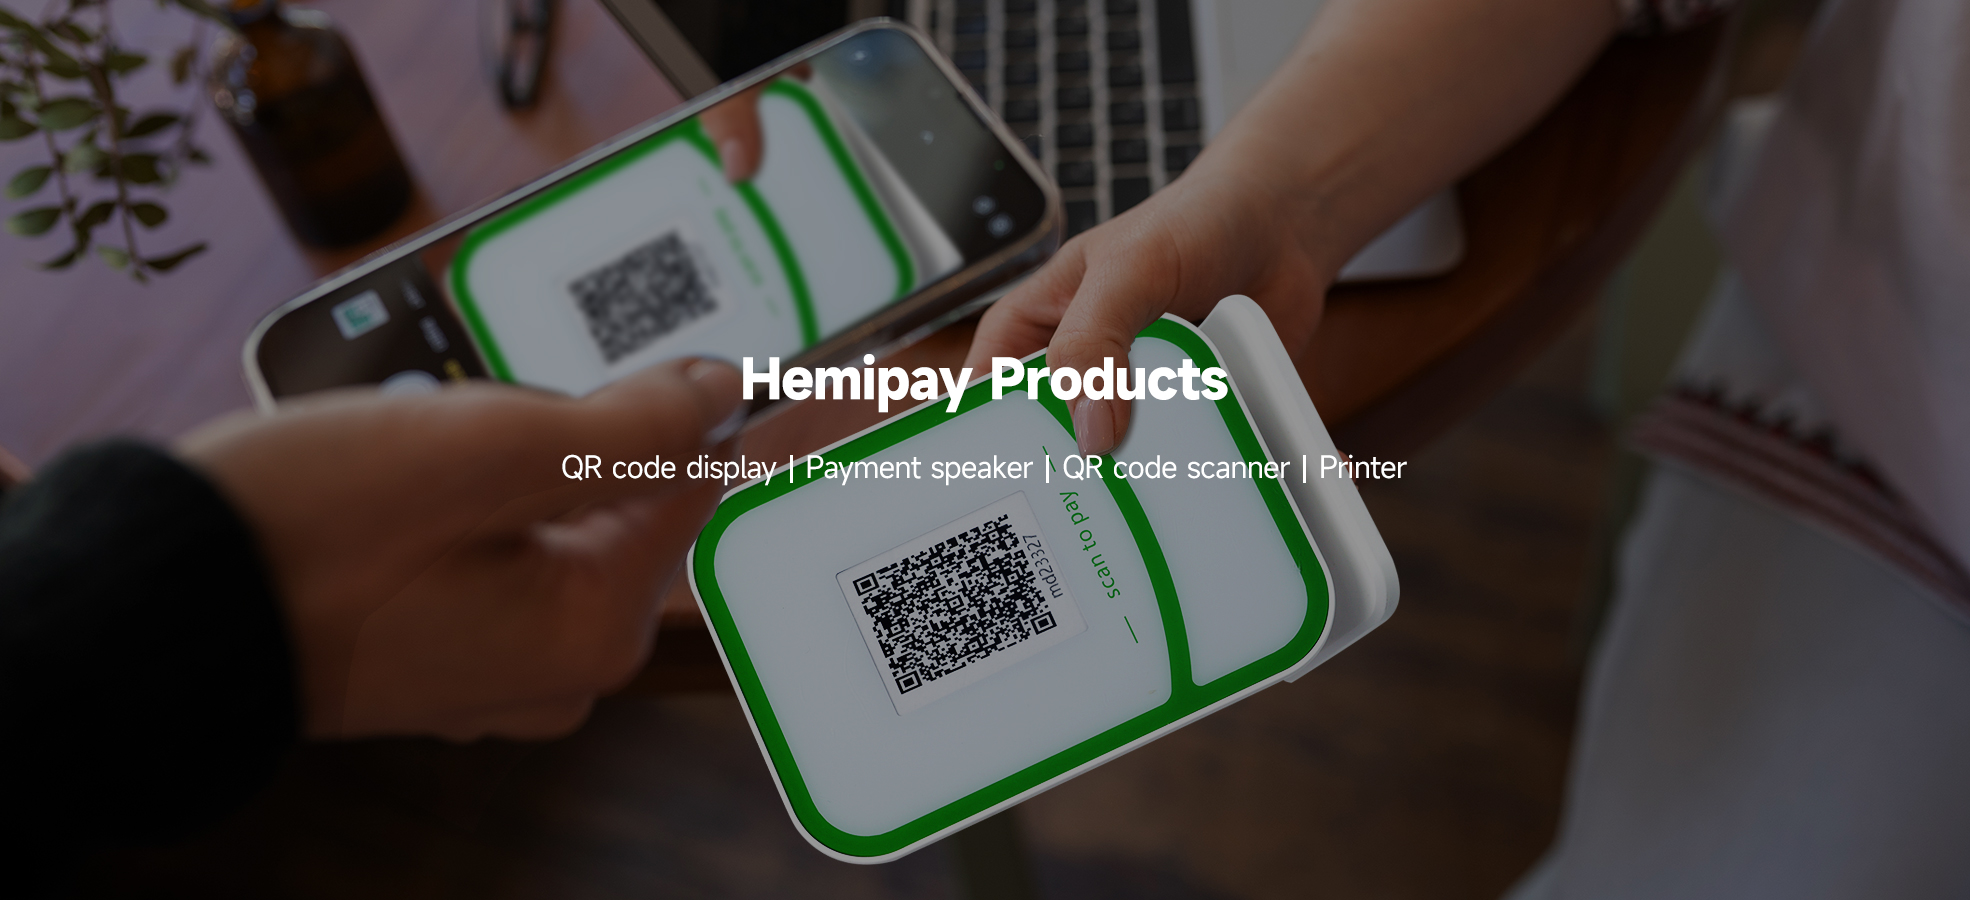 Hemipay Products
QR code display | Payment speaker | QR code scanner | Printer
— scan to pay —
md23327